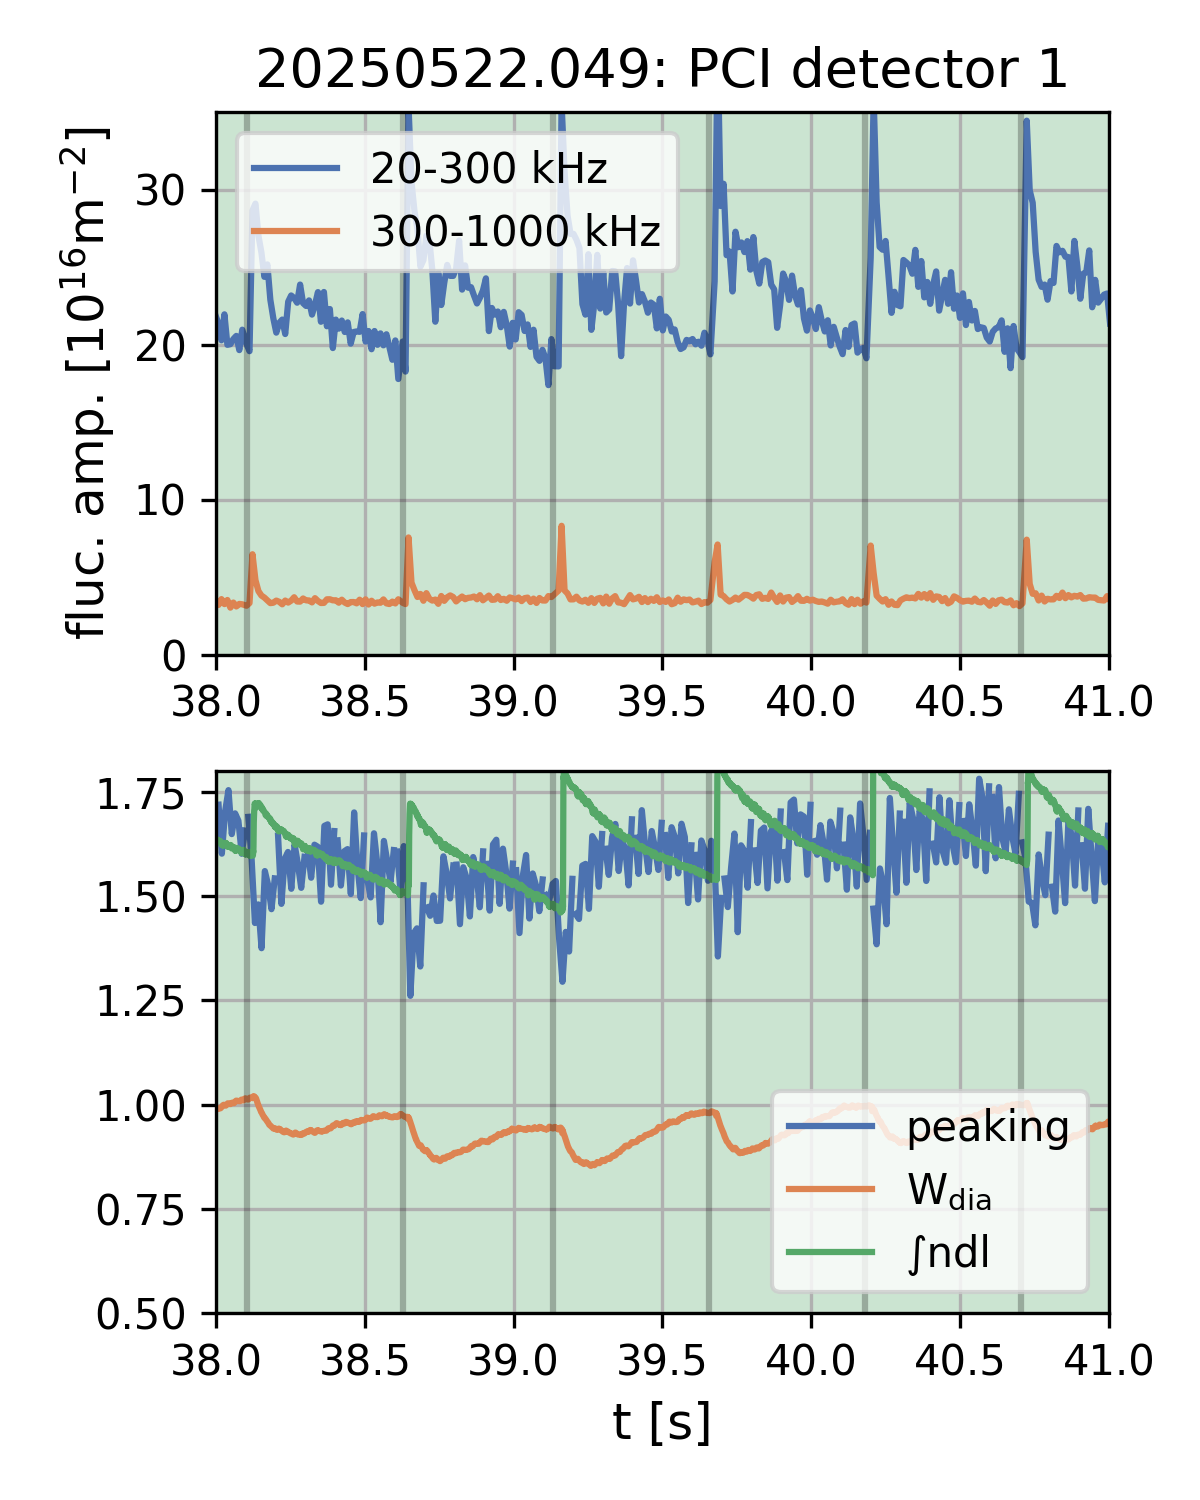 20250522.049: PCI detector 1
fluc. amp. [10¹⁶m⁻²]
30
20
10
0
20-300 kHz
300-1000 kHz
38.0 38.5 39.0 39.5 40.0 40.5 41.0
1.75
1.50
1.25
1.00
0.75
0.50
peaking
W_dia
∫ndl
38.0 38.5 39.0 39.5 40.0 40.5 41.0
t [s]